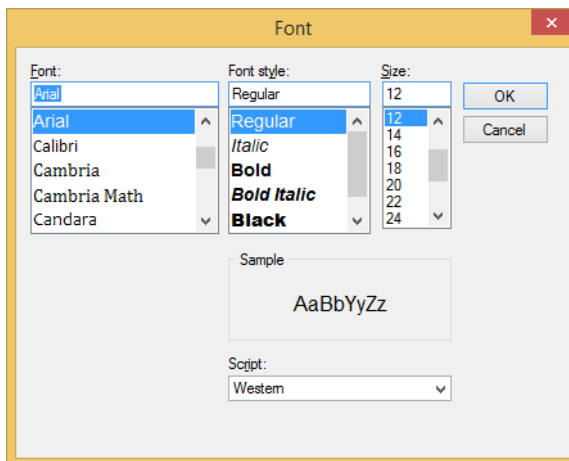 Font
Font:
Arial
Arial
Calibri
Cambria
Cambria Math
Candara
Font style:
Regular
Regular
Italic
Bold
Bold Italic
Black
Size:
12
12
14
16
18
20
22
24
OK
Cancel
Sample
AaBbYyZz
Script:
Western